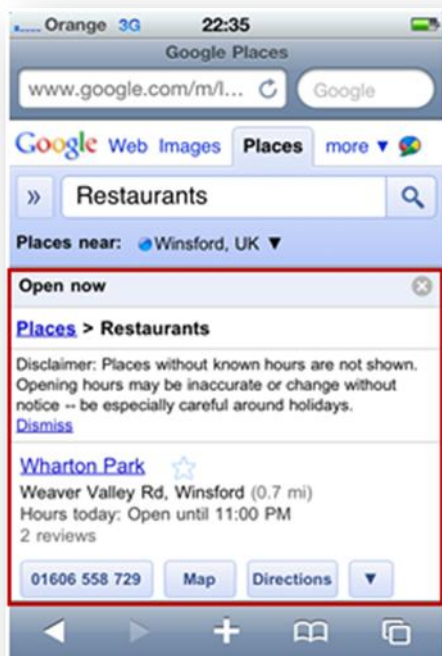 Orange 3G 22:35
Google Places
www.google.com/m/l... Google
Google Web Images Places more ▼
» Restaurants
Places near: Winsford, UK ▼
Open now
Places > Restaurants
Disclaimer: Places without known hours are not shown.
Opening hours may be inaccurate or change without
notice -- be especially careful around holidays.
Dismiss
Wharton Park
Weaver Valley Rd, Winsford (0.7 mi)
Hours today: Open until 11:00 PM
2 reviews
01606 558 729 Map Directions ▼